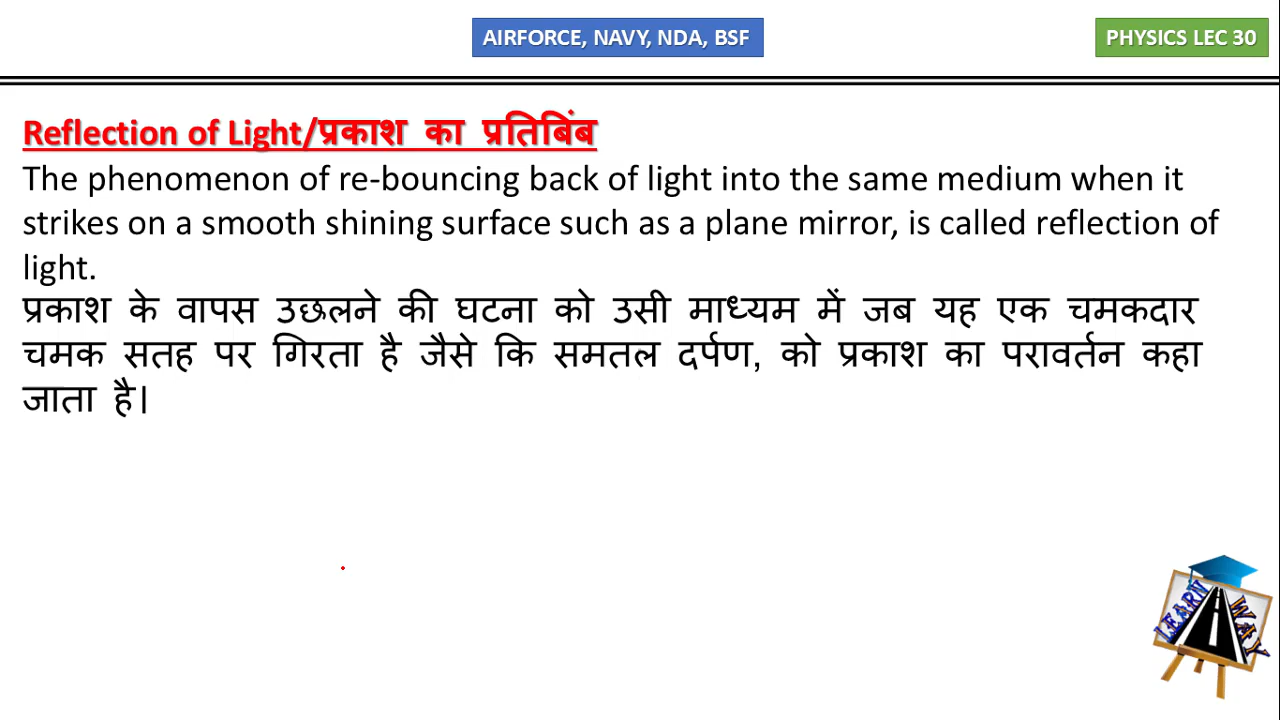 AIRFORCE, NAVY, NDA, BSF
PHYSICS LEC 30
Reflection of Light/प्रकाश का प्रतिबिंब
The phenomenon of re-bouncing back of light into the same medium when it
strikes on a smooth shining surface such as a plane mirror, is called reflection of
light.
प्रकाश के वापस उछलने की घटना को उसी माध्यम में जब यह एक चमकदार
चमक सतह पर गिरता है जैसे कि समतल दर्पण, को प्रकाश का परावर्तन कहा
जाता है।
LEARN WAY